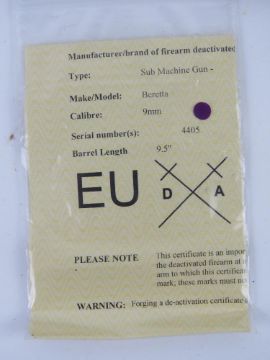 Manufacturer/brand of firearm deactivated
Type: Sub Machine Gun -
Make/Model: Beretta
Calibre: 9mm
Serial number(s): 4405
Barrel Length 9.5"
EU D A
PLEASE NOTE This certificate is an impor
the deactivated firearm at
arm to which this certificat
mark; these marks must no
WARNING: Forging a de-activation certificate